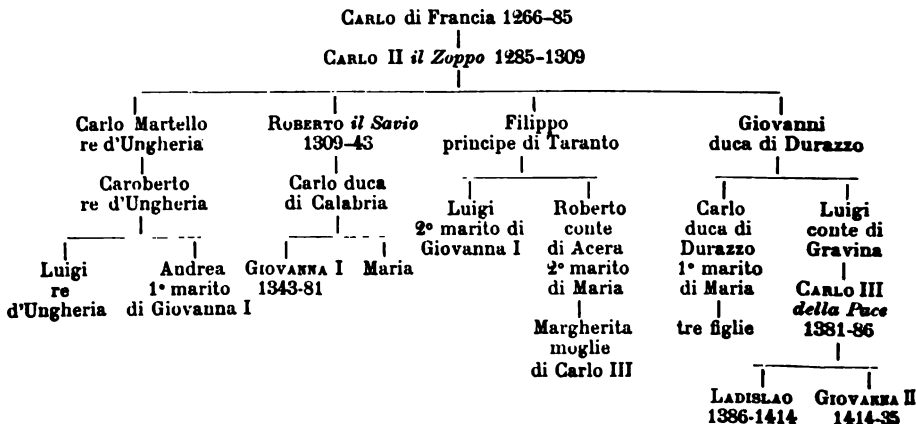 CARLO di Francia 1266-85
CARLO II il Zoppo 1285-1309
Carlo Martello
re d'Ungheria
ROBERTO il Savio
1309-43
Filippo
principe di Taranto
Giovanni
duca di Durazzo
Caroberto
re d'Ungheria
Carlo duca
di Calabria
Luigi
2º marito di
Giovanna I
Roberto
conte
di Acera
2º marito
di Maria
Carlo
duca di
Durazzo
1º marito
di Maria
Luigi
conte di
Gravina
Luigi
re
d'Ungheria
Andrea
1º marito
di Giovanna I
GIOVANNA I
1343-81
Maria
CARLO III
della Pace
1381-86
Margherita
moglie
di Carlo III
tre figlie
LADISLAO
1386-1414
GIOVANNA II
1414-35